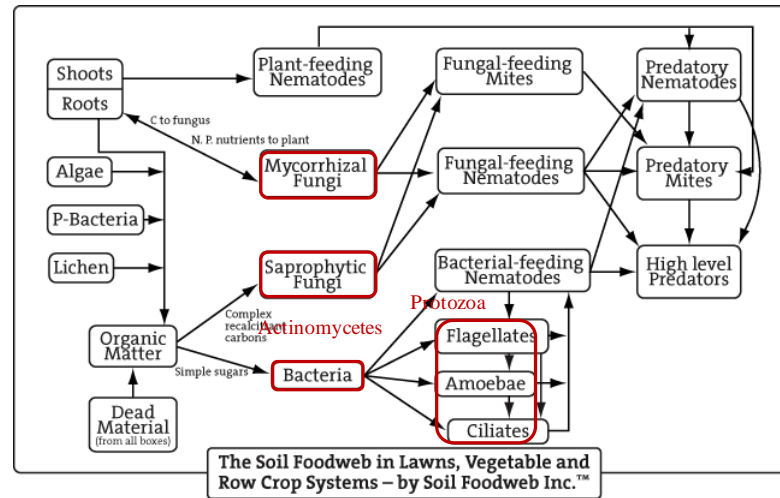 Shoots
Roots
Plant-feeding
Nematodes
Fungal-feeding
Mites
Predatory
Nematodes
C to fungus
N. P. nutrients to plant
Algae
Mycorrhizal
Fungi
Fungal-feeding
Nematodes
Predatory
Mites
P-Bacteria
Lichen
Saprophytic
Fungi
Bacterial-feeding
Nematodes
High level
Predators
Protozoa
Complex
recalcitrant
carbons
Actinomycetes
Organic
Matter
Flagellates
Simple sugars
Bacteria
Amoebae
Dead
Material
(from all boxes)
Ciliates
The Soil Foodweb in Lawns, Vegetable and
Row Crop Systems – by Soil Foodweb Inc.™